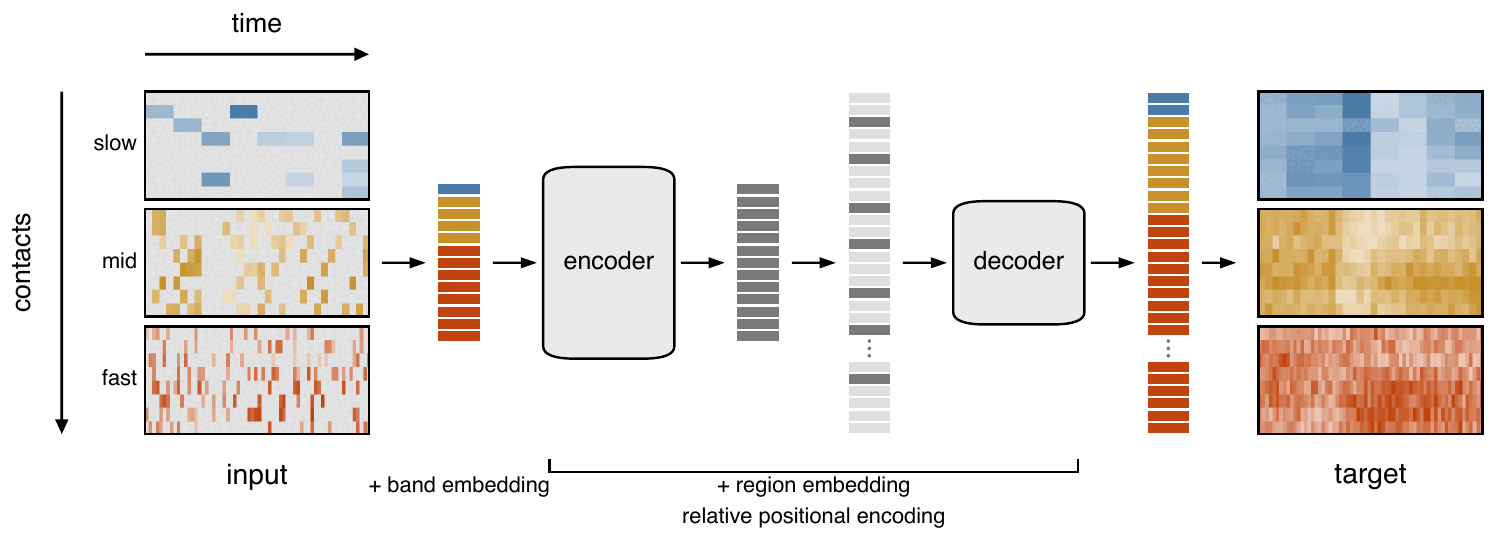 time
contacts
slow
mid
fast
encoder
decoder
input
+ band embedding
+ region embedding
relative positional encoding
target